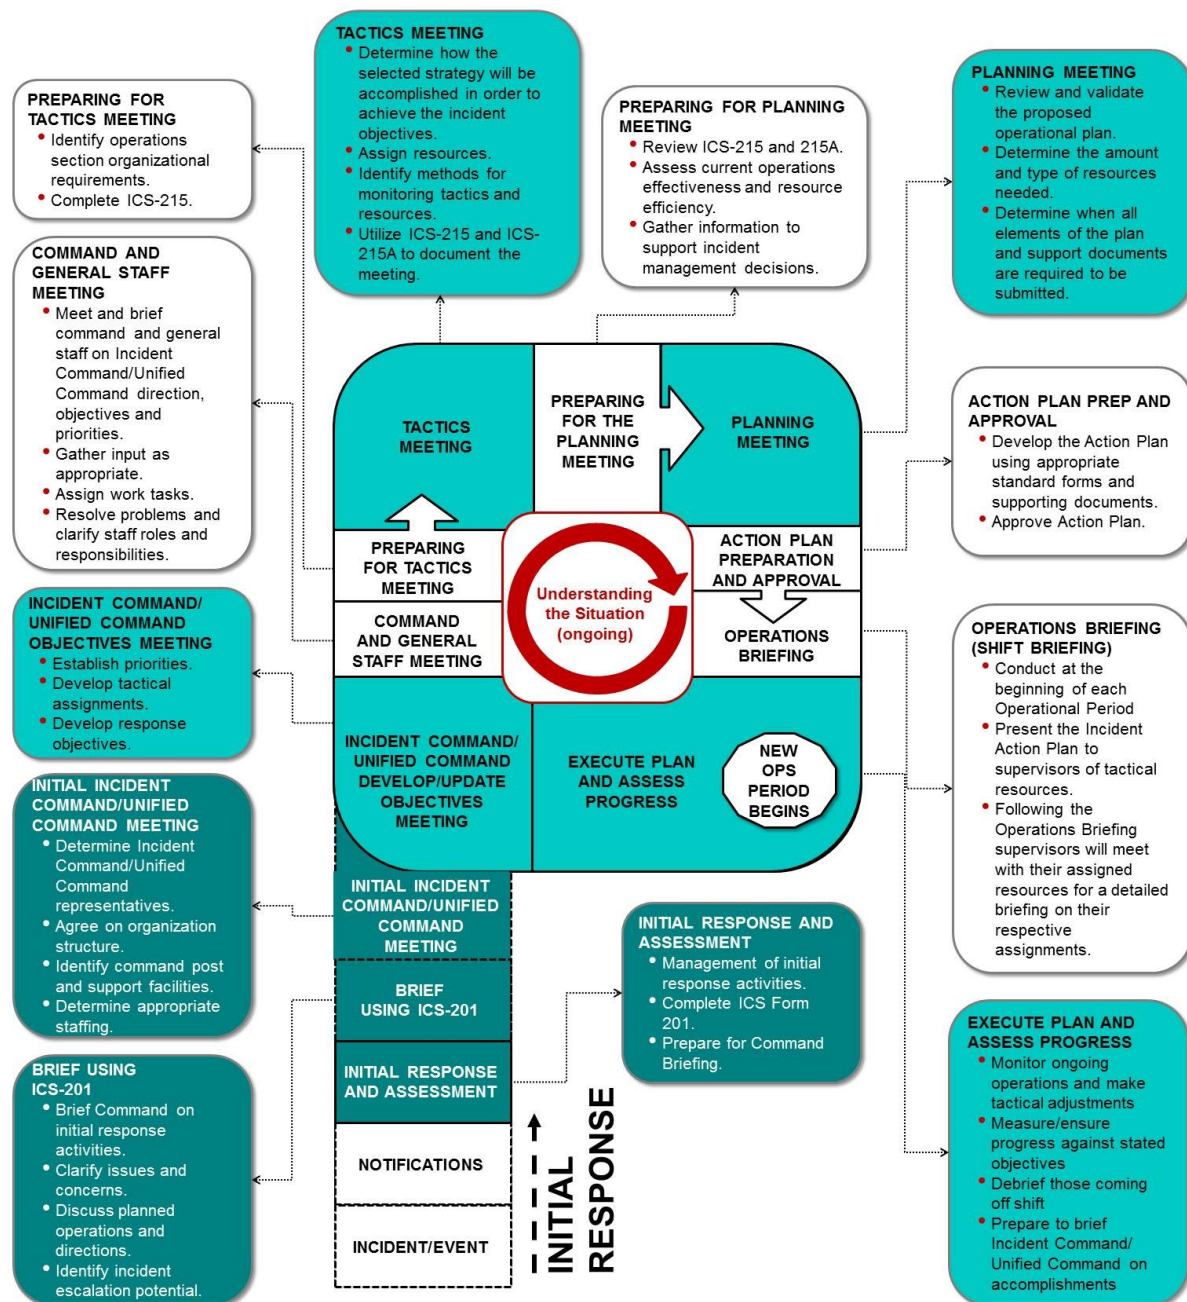 TACTICS MEETING
• Determine how the
selected strategy will be
accomplished in order to
achieve the incident
objectives.
• Assign resources.
• Identify methods for
monitoring tactics and
resources.
• Utilize ICS-215 and ICS-
215A to document the
meeting.
PREPARING FOR
TACTICS MEETING
• Identify operations
section organizational
requirements.
• Complete ICS-215.
PREPARING FOR PLANNING
MEETING
• Review ICS-215 and 215A.
• Assess current operations
effectiveness and resource
efficiency.
• Gather information to
support incident
management decisions.
PLANNING MEETING
• Review and validate
the proposed
operational plan.
• Determine the amount
and type of resources
needed.
• Determine when all
elements of the plan
and support documents
are required to be
submitted.
COMMAND AND
GENERAL STAFF
MEETING
• Meet and brief
command and general
staff on Incident
Command/Unified
Command direction,
objectives and
priorities.
• Gather input as
appropriate.
• Assign work tasks.
• Resolve problems and
clarify staff roles and
responsibilities.
ACTION PLAN PREP AND
APPROVAL
• Develop the Action Plan
using appropriate
standard forms and
supporting documents.
• Approve Action Plan.
INCIDENT COMMAND/
UNIFIED COMMAND
OBJECTIVES MEETING
• Establish priorities.
• Develop tactical
assignments.
• Develop response
objectives.
OPERATIONS BRIEFING
(SHIFT BRIEFING)
• Conduct at the
beginning of each
Operational Period
• Present the Incident
Action Plan to
supervisors of tactical
resources.
• Following the
Operations Briefing
supervisors will meet
with their assigned
resources for a detailed
briefing on their
respective
assignments.
INITIAL INCIDENT
COMMAND/UNIFIED
COMMAND MEETING
• Determine Incident
Command/Unified
Command
representatives.
• Agree on organization
structure.
• Identify command post
and support facilities.
• Determine appropriate
staffing.
BRIEF USING
ICS-201
• Brief Command on
initial response
activities.
• Clarify issues and
concerns.
• Discuss planned
operations and
directions.
• Identify incident
escalation potential.
INITIAL RESPONSE AND
ASSESSMENT
• Management of initial
response activities.
• Complete ICS Form
201.
• Prepare for Command
Briefing.
EXECUTE PLAN AND
ASSESS PROGRESS
• Monitor ongoing
operations and make
tactical adjustments
• Measure/ensure
progress against stated
objectives
• Debrief those coming
off shift
• Prepare to brief
Incident Command/
Unified Command on
accomplishments
TACTICS
MEETING
PREPARING
FOR THE
PLANNING
MEETING
PLANNING
MEETING
PREPARING
FOR TACTICS
MEETING
COMMAND
AND GENERAL
STAFF MEETING
Understanding
the Situation
(ongoing)
ACTION PLAN
PREPARATION
AND APPROVAL
OPERATIONS
BRIEFING
INCIDENT COMMAND/
UNIFIED COMMAND
DEVELOP/UPDATE
OBJECTIVES
MEETING
EXECUTE PLAN
AND ASSESS
PROGRESS
NEW
OPS
PERIOD
BEGINS
INITIAL INCIDENT
COMMAND/UNIFIED
COMMAND
MEETING
BRIEF
USING ICS-201
INITIAL RESPONSE
AND ASSESSMENT
NOTIFICATIONS
INCIDENT/EVENT
INITIAL
RESPONSE